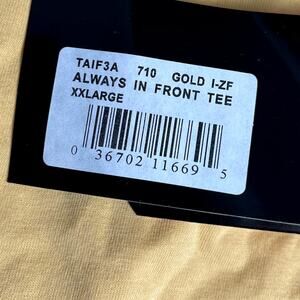 TAIF3A 710 GOLD I-ZF
ALWAYS IN FRONT TEE
XXLARGE
0 36702 11669 5